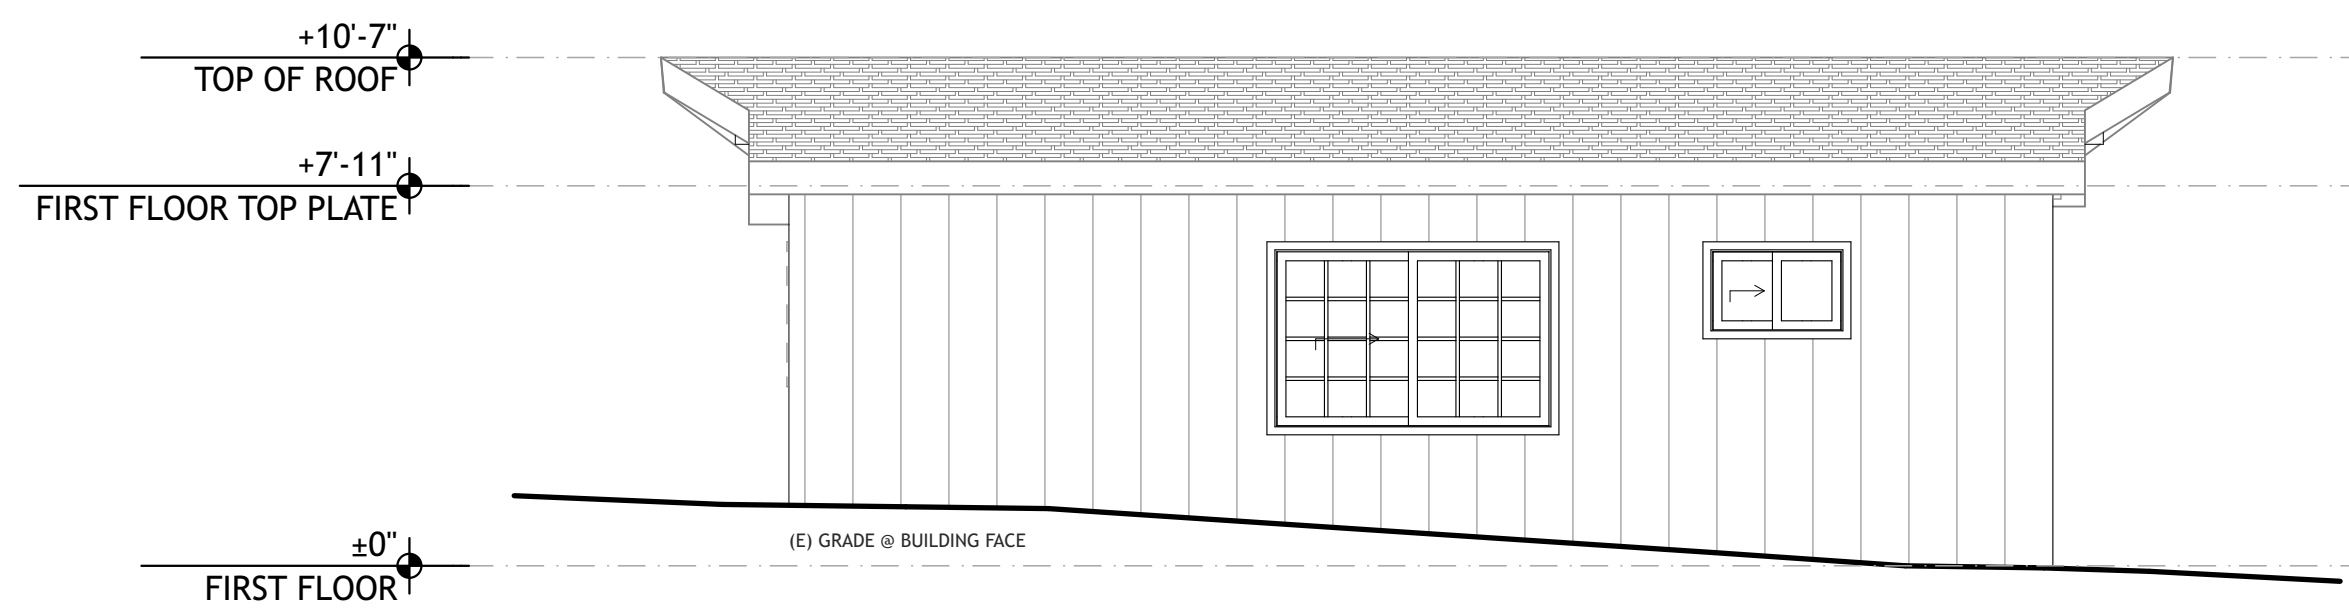 +10'-7"
TOP OF ROOF
+7'-11"
FIRST FLOOR TOP PLATE
(E) GRADE @ BUILDING FACE
±0"
FIRST FLOOR